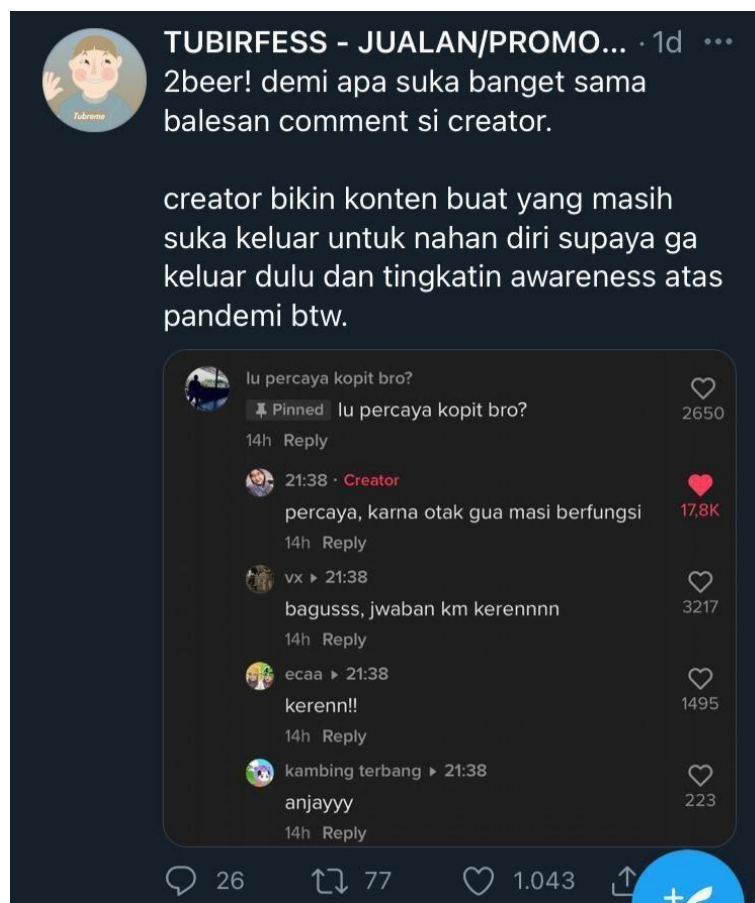 TUBIRFESS - JUALAN/PROMO... · 1d
Tubreme
2beer! demi apa suka banget sama
balesan comment si creator.
creator bikin konten buat yang masih
suka keluar untuk nahan diri supaya ga
keluar dulu dan tingkatin awareness atas
pandemi btw.
lu percaya kopit bro?
Pinned lu percaya kopit bro?
2650
14h Reply
21:38 · Creator
percaya, karna otak gua masi berfungsi
17,8K
14h Reply
vx ▸ 21:38
bagusss, jwaban km kerennnn
3217
14h Reply
ecaa ▸ 21:38
kerenn!!
1495
14h Reply
kambing terbang ▸ 21:38
anjayyy
223
14h Reply
26 77 1.043